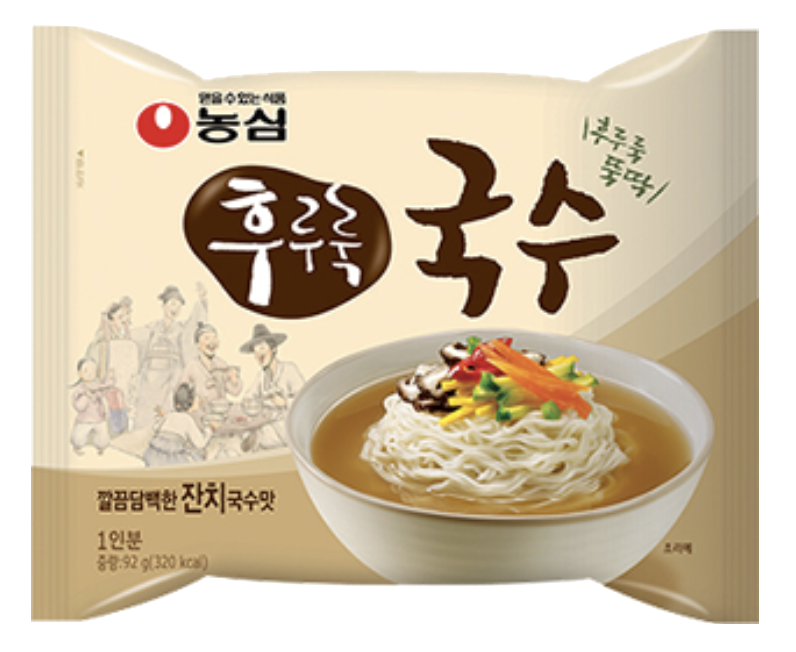 믿을 수 있는 식품
농심
후루룩 국수
후루룩
뚝딱
깔끔담백한 잔치국수맛
1인분
중량:92 g(320 kcal)
조리예